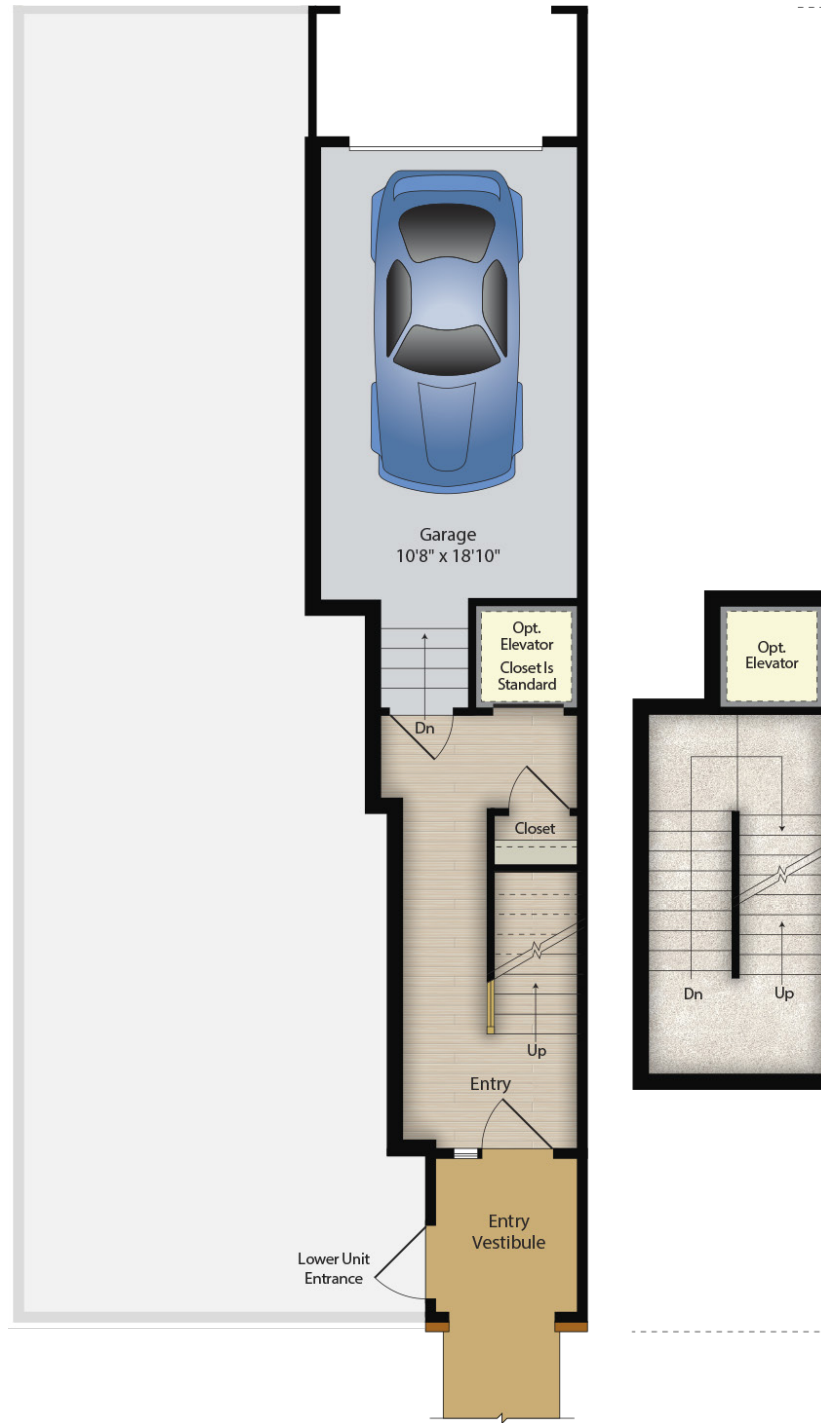 Garage
10'8" x 18'10"
Opt.
Elevator
Closet Is
Standard
Opt.
Elevator
Dn
Closet
Dn
Up
Up
Entry
Entry
Vestibule
Lower Unit
Entrance